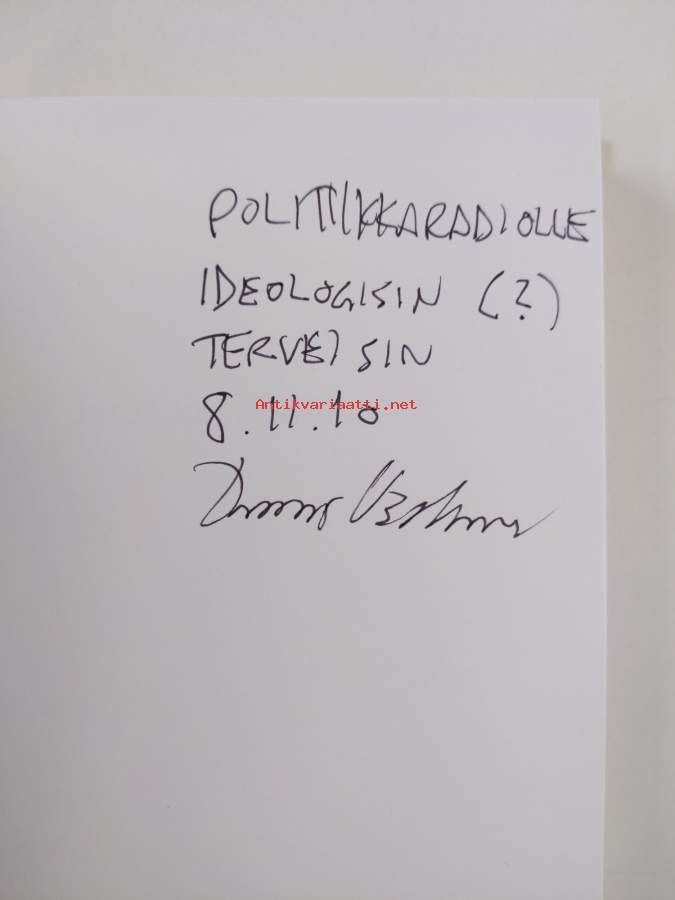 POLITIIKKARADIOLLE
IDEOLOGISIN (?)
TERVEISIN
8.11.10
Antikvariaatti.net